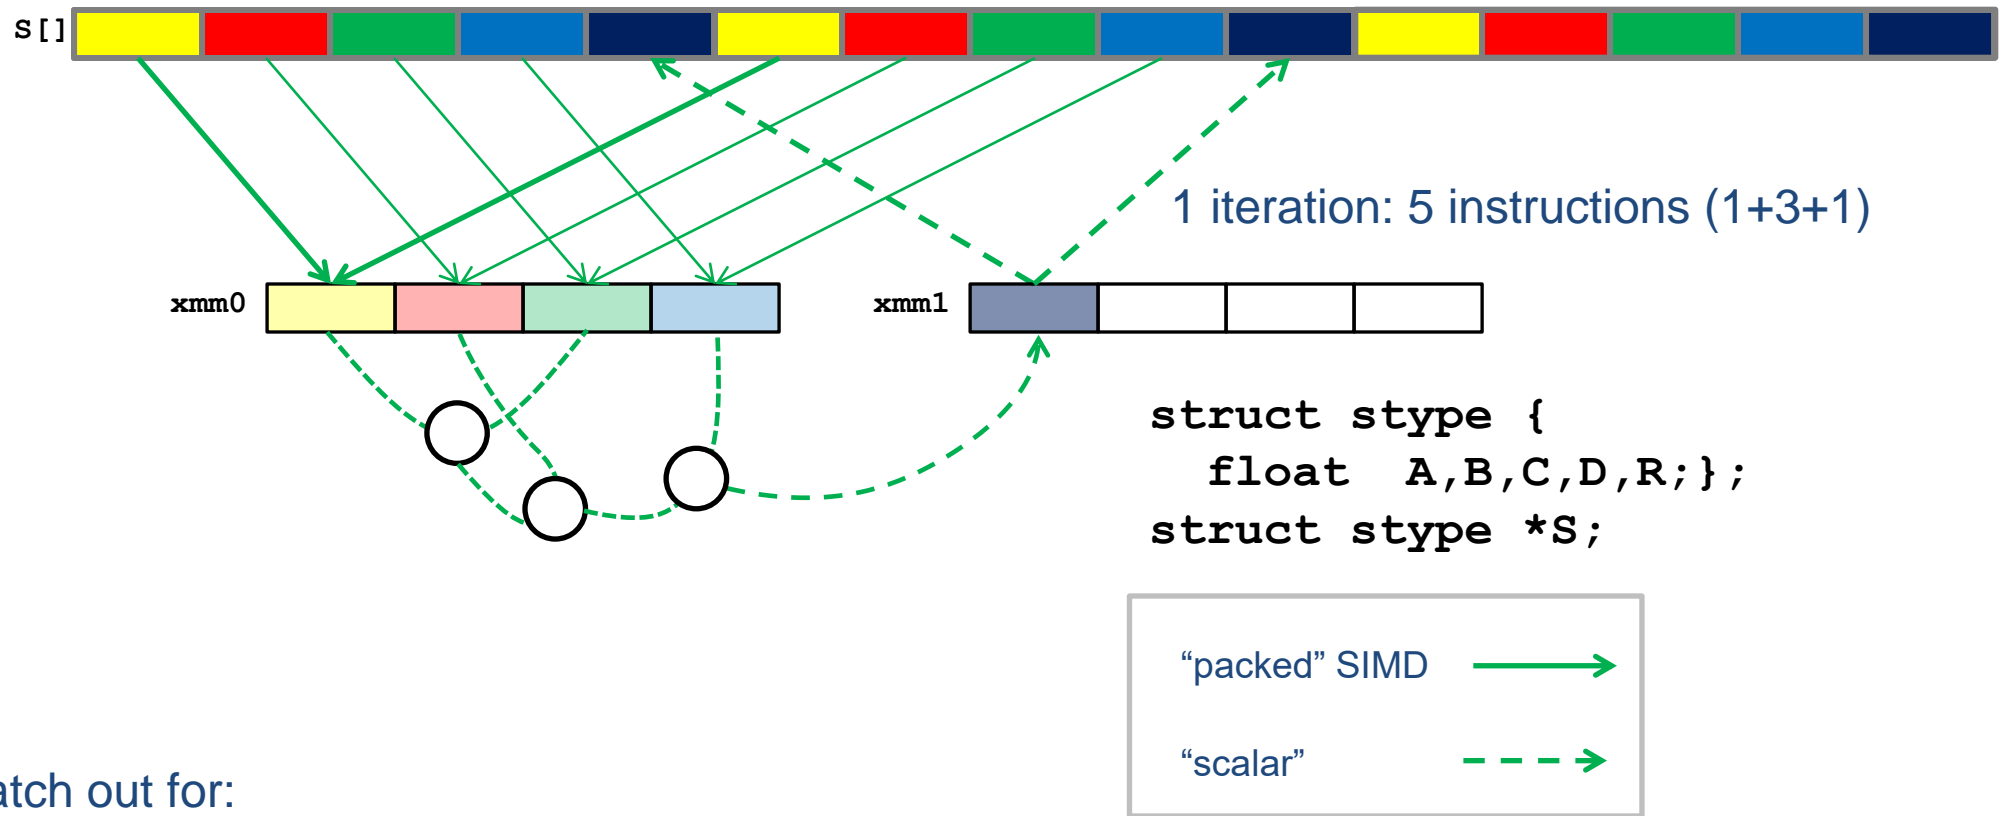 S[]
1 iteration: 5 instructions (1+3+1)
xmm0
xmm1
struct stype {
float A,B,C,D,R;};
struct stype *S;
“packed” SIMD
“scalar”
atch out for: